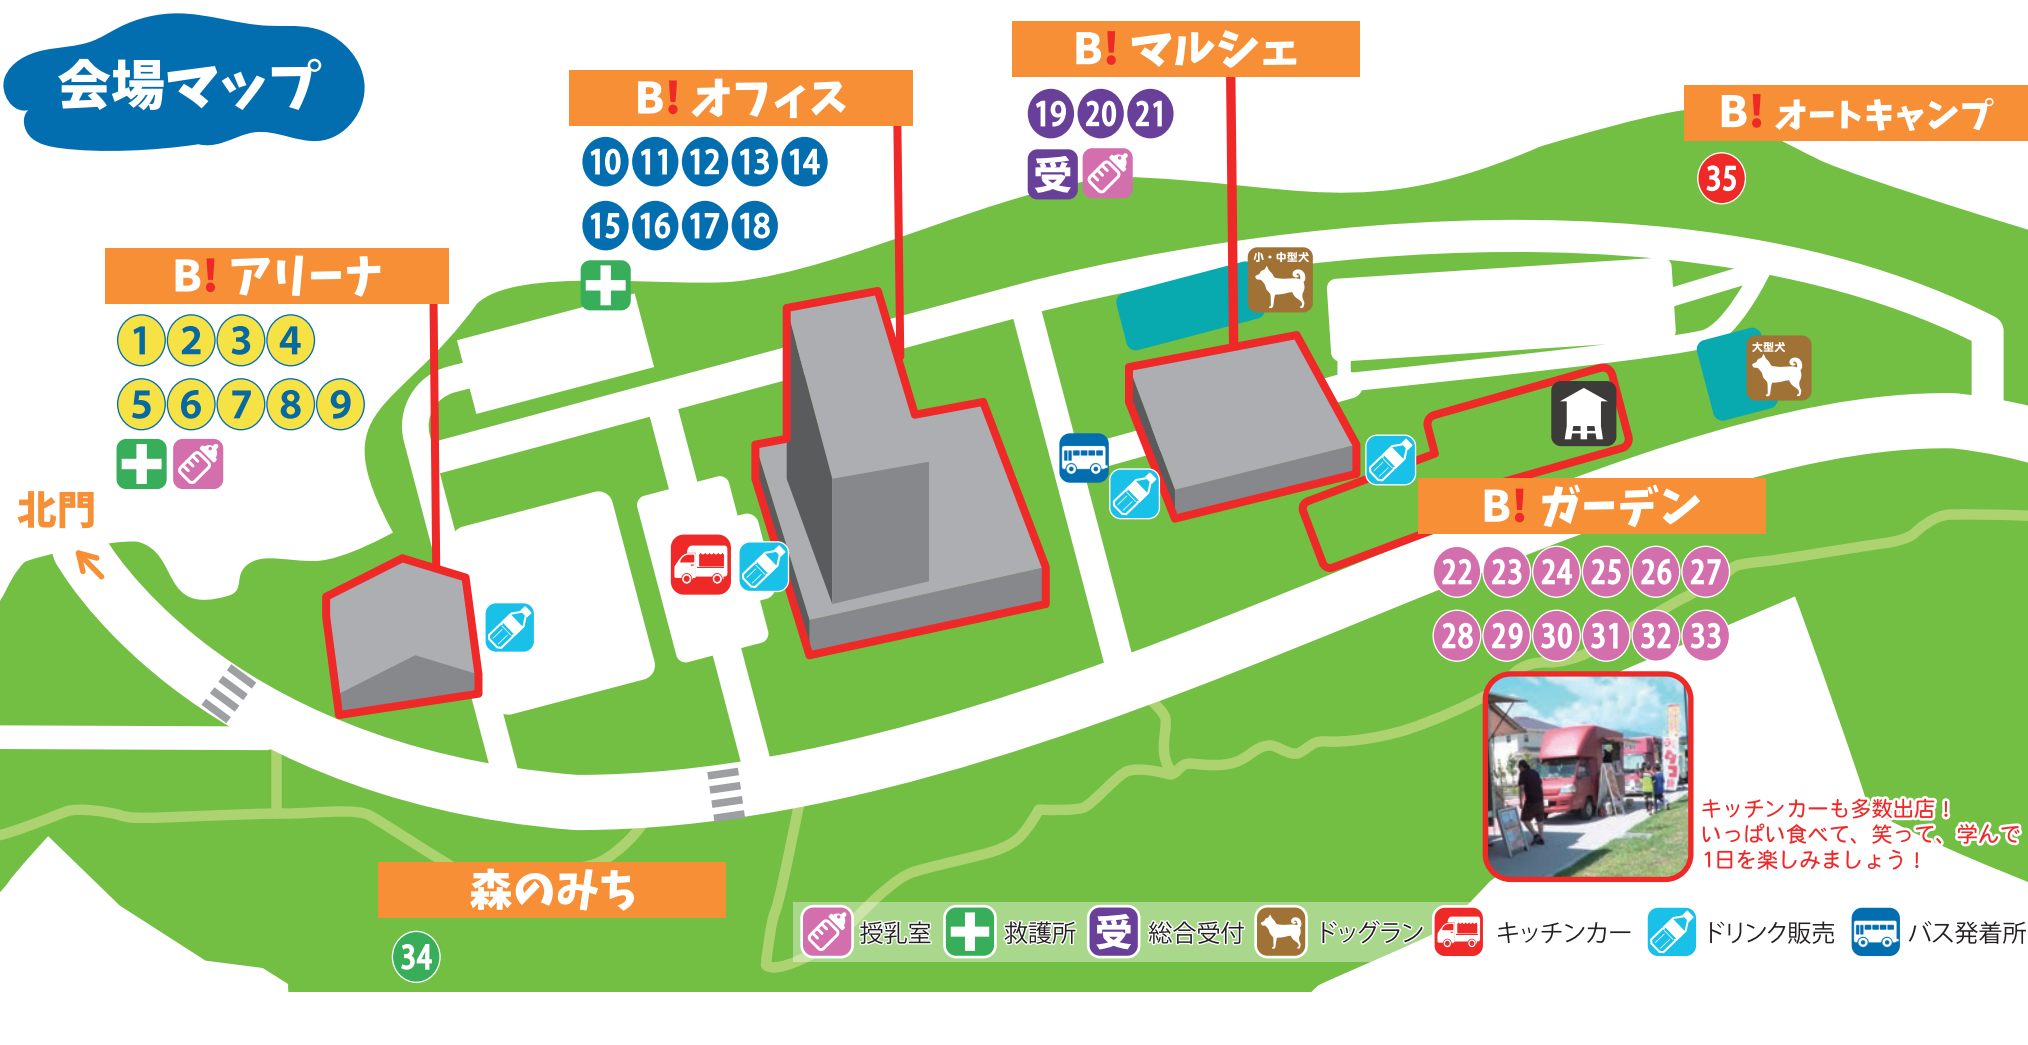 会場マップ
B! マルシェ
19 20 21
受
B! オフィス
10 11 12 13 14
15 16 17 18
B! オートキャンプ
35
B! アリーナ
1 2 3 4
5 6 7 8 9
小・中型犬
大型犬
北門
B! ガーデン
22 23 24 25 26 27
28 29 30 31 32 33
キッチンカーも多数出店！
いっぱい食べて、笑って、学んで
1日を楽しみましょう！
森のみち
34
授乳室 救護所 受 総合受付 ドッグラン キッチンカー ドリンク販売 バス発着所